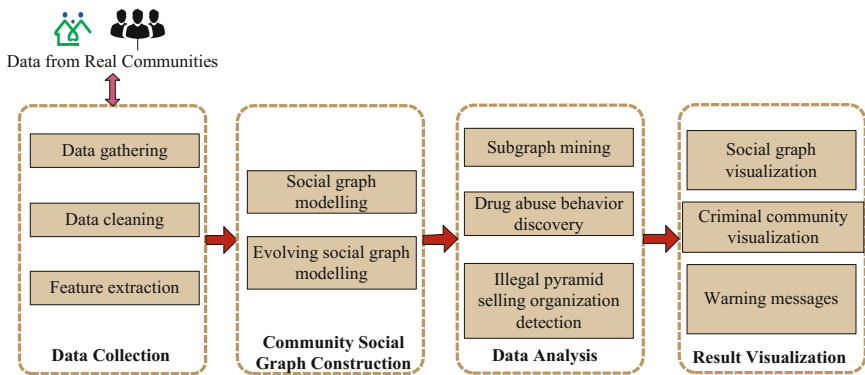 Data from Real Communities
Data gathering
Data cleaning
Feature extraction
Data Collection
Social graph
modelling
Evolving social graph
modelling
Community Social
Graph Construction
Subgraph mining
Drug abuse behavior
discovery
Illegal pyramid
selling organization
detection
Data Analysis
Social graph
visualization
Criminal community
visualization
Warning messages
Result Visualization